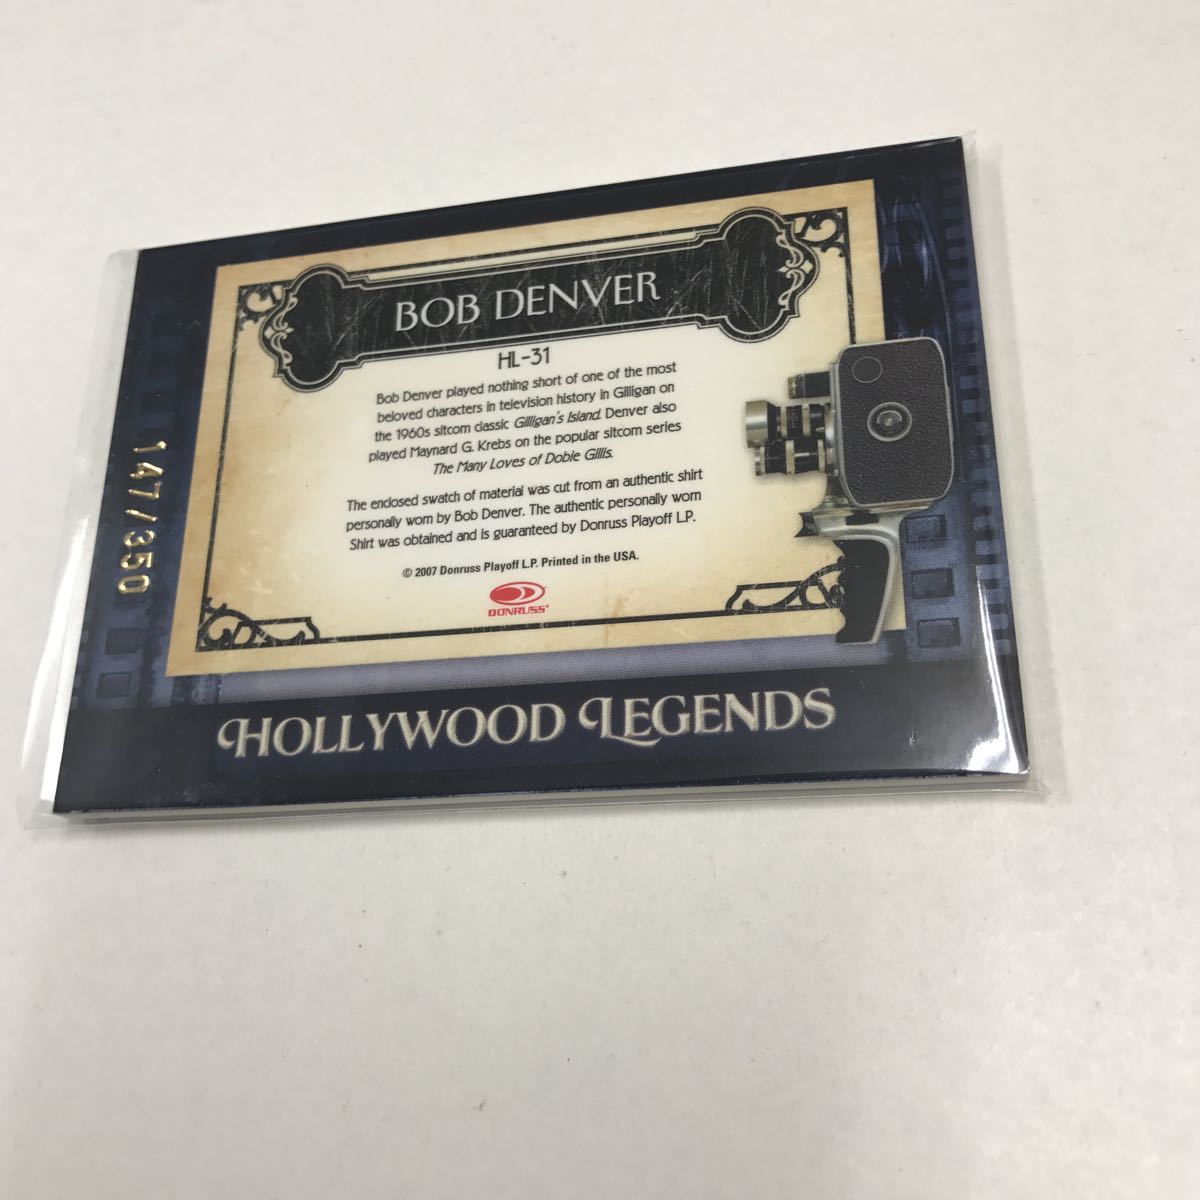 BOB DENVER
HL-31
Bob Denver played nothing short of one of the most
beloved characters in television history in Gilligan on
the 1960s sitcom classic Gilligan's Island. Denver also
played Maynard G. Krebs on the popular sitcom series
The Many Loves of Dobie Gillis.
The enclosed swatch of material was cut from an authentic shirt
personally worn by Bob Denver. The authentic personally worn
Shirt was obtained and is guaranteed by Donruss Playoff L.P.
© 2007 Donruss Playoff L.P. Printed in the USA.
DONRUSS
147/350
HOLLYWOOD LEGENDS